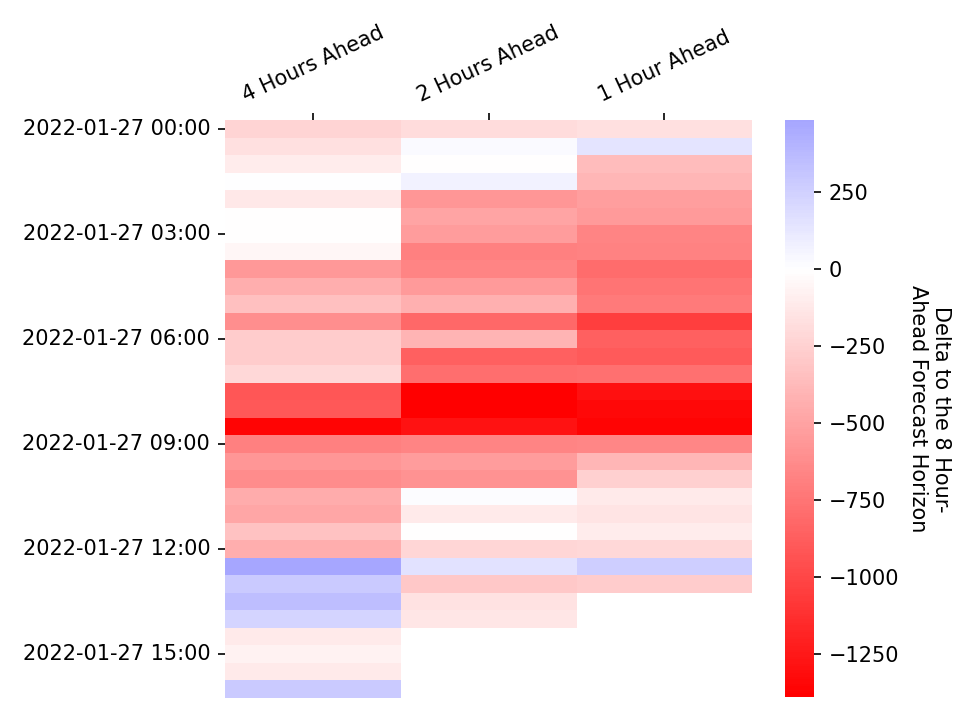 4 Hours Ahead
2 Hours Ahead
1 Hour Ahead
2022-01-27 00:00
2022-01-27 03:00
2022-01-27 06:00
2022-01-27 09:00
2022-01-27 12:00
2022-01-27 15:00
250
0
−250
−500
−750
−1000
−1250
Delta to the 8 Hour-
Ahead Forecast Horizon